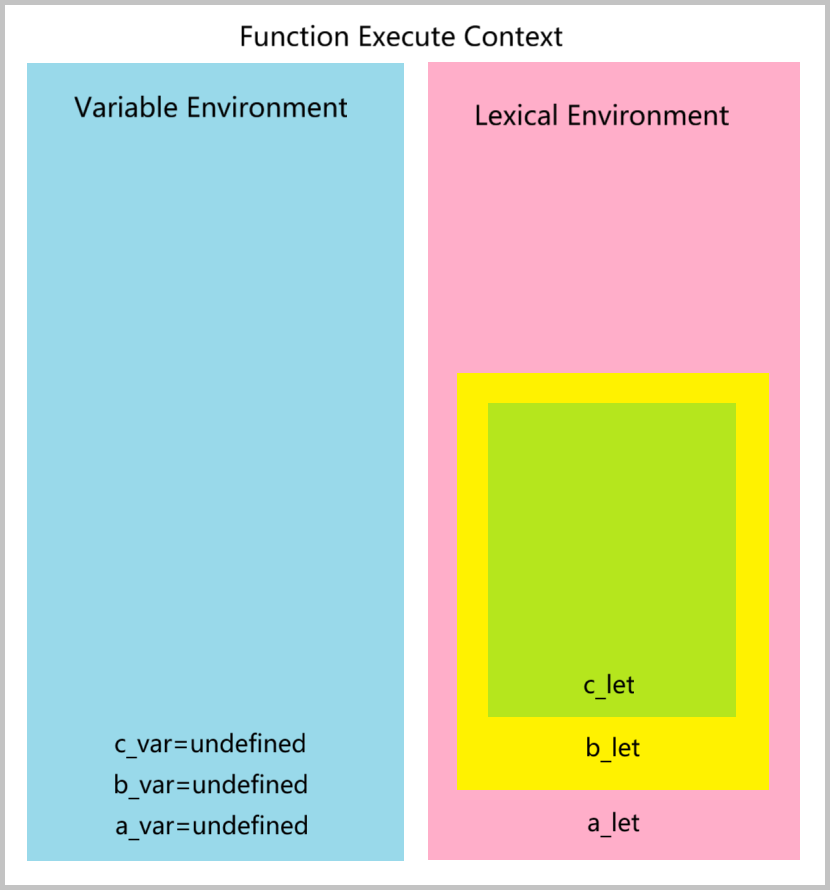 Function Execute Context
Variable Environment
c_var=undefined
b_var=undefined
a_var=undefined
Lexical Environment
c_let
b_let
a_let